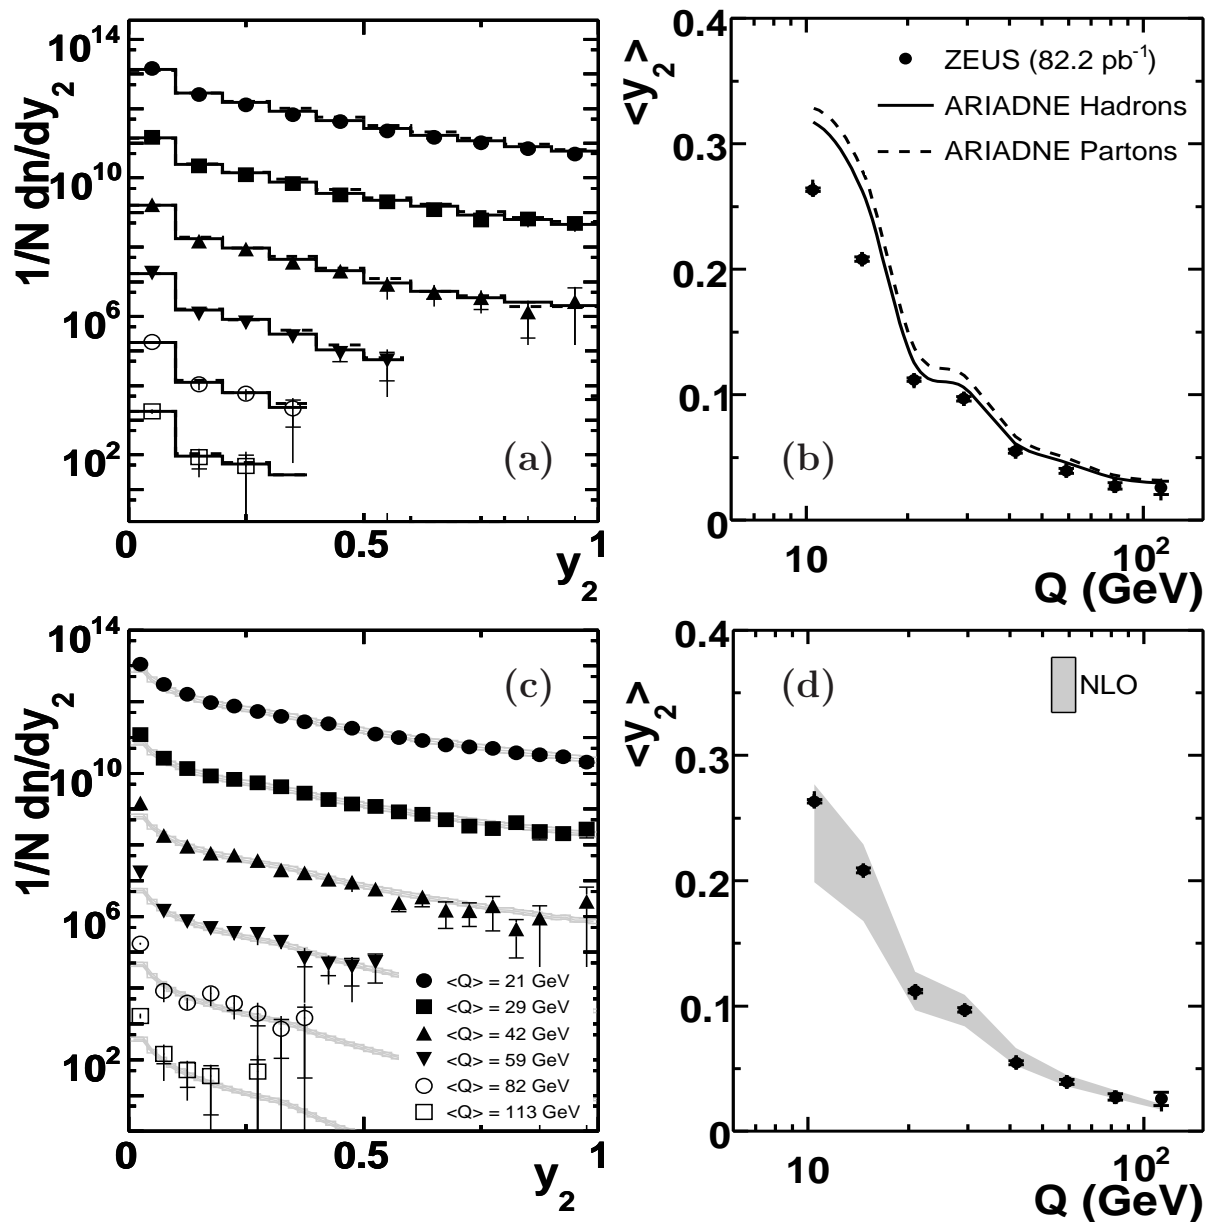 1/N dn/dy2
10^14
10^10
10^6
10^2
(a)
0
0.5
1
y2
<y2>
0.4
0.3
0.2
0.1
0
ZEUS (82.2 pb^-1)
ARIADNE Hadrons
ARIADNE Partons
(b)
10
10^2
Q (GeV)
1/N dn/dy2
10^14
10^10
10^6
10^2
(c)
<Q> = 21 GeV
<Q> = 29 GeV
<Q> = 42 GeV
<Q> = 59 GeV
<Q> = 82 GeV
<Q> = 113 GeV
0
0.5
1
y2
<y2>
0.4
0.3
0.2
0.1
0
(d)
NLO
10
10^2
Q (GeV)